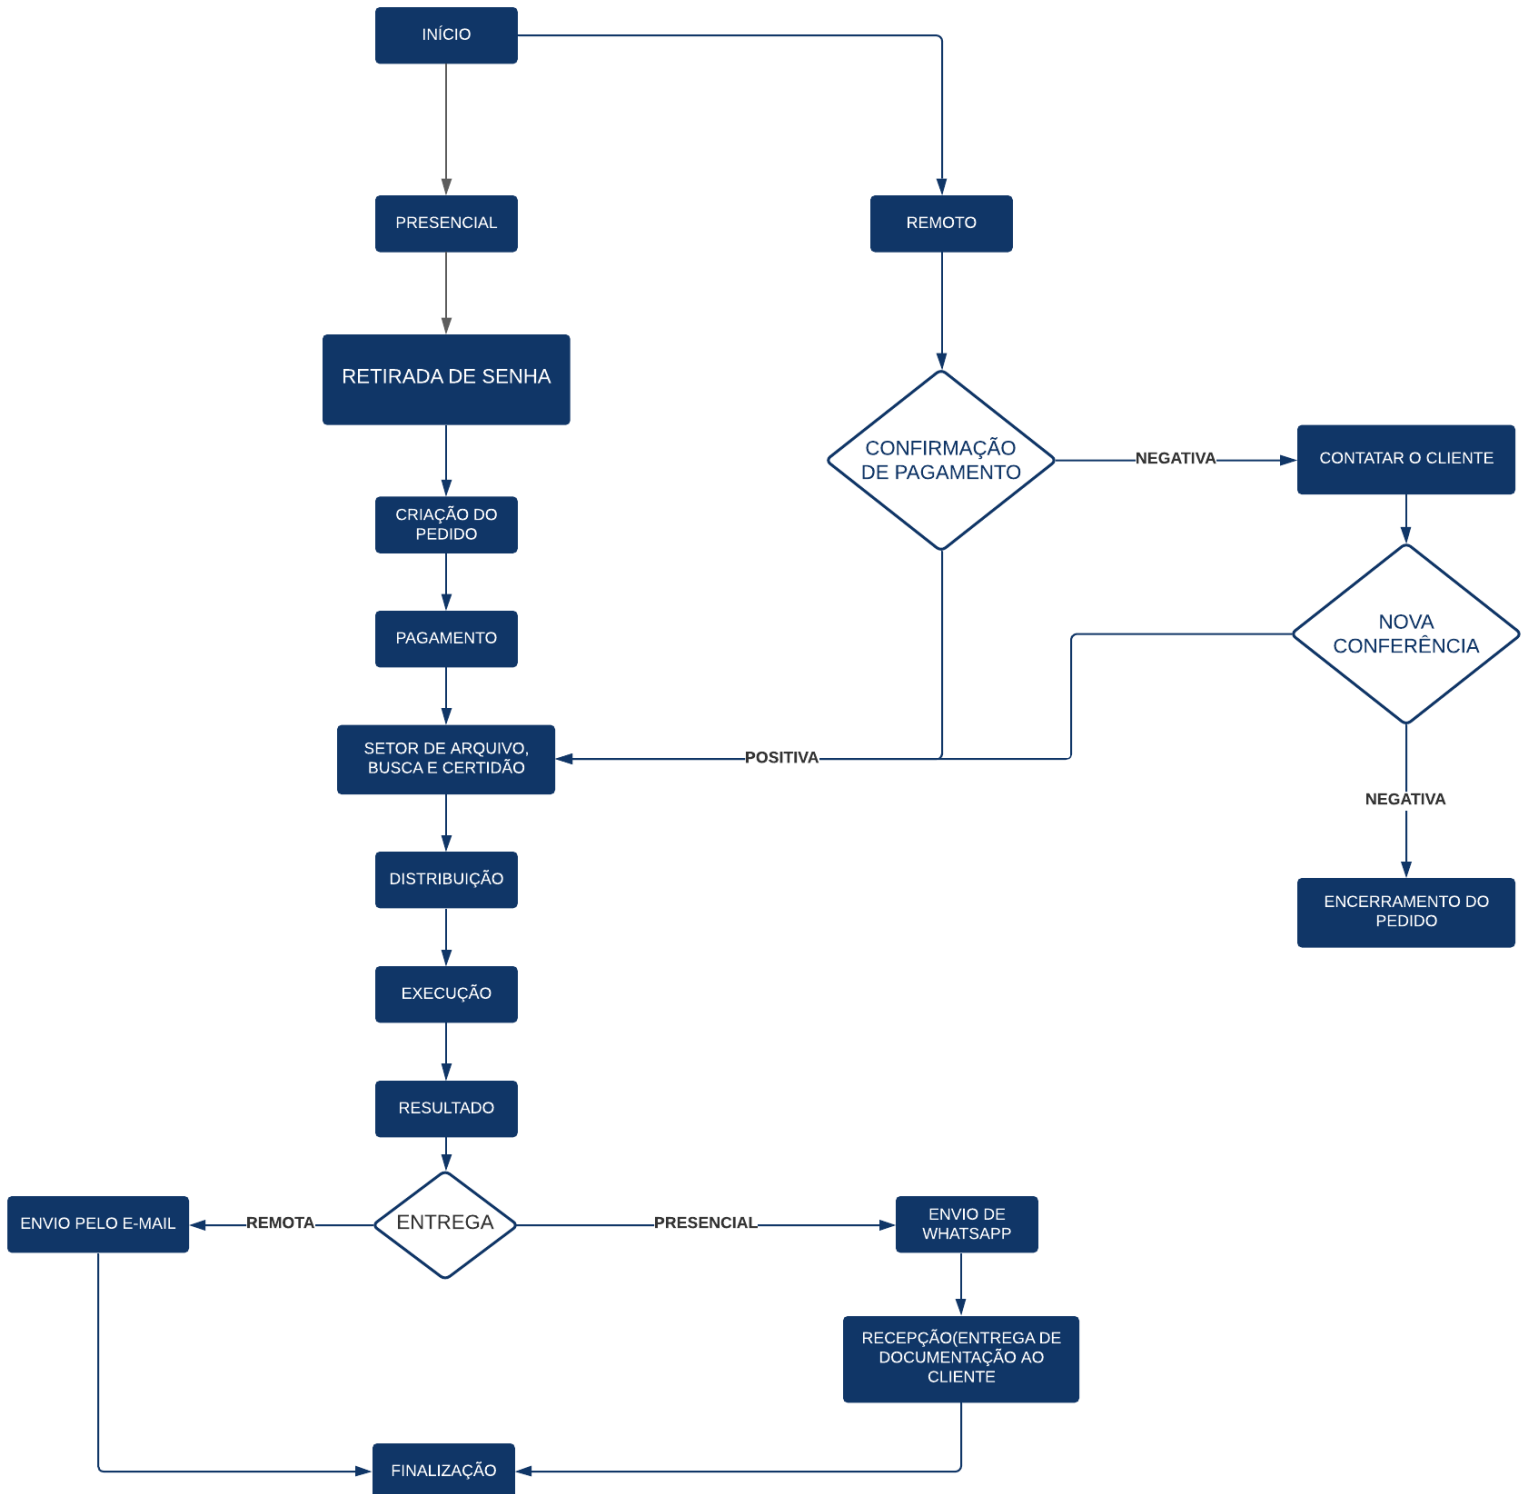 INÍCIO
PRESENCIAL
REMOTO
RETIRADA DE SENHA
CONFIRMAÇÃO
DE PAGAMENTO
NEGATIVA
CONTATAR O CLIENTE
CRIAÇÃO DO
PEDIDO
NOVA
CONFERÊNCIA
PAGAMENTO
SETOR DE ARQUIVO,
BUSCA E CERTIDÃO
POSITIVA
NEGATIVA
DISTRIBUIÇÃO
ENCERRAMENTO DO
PEDIDO
EXECUÇÃO
RESULTADO
ENVIO PELO E-MAIL
REMOTA
ENTREGA
PRESENCIAL
ENVIO DE
WHATSAPP
RECEPÇÃO(ENTREGA DE
DOCUMENTAÇÃO AO
CLIENTE
FINALIZAÇÃO